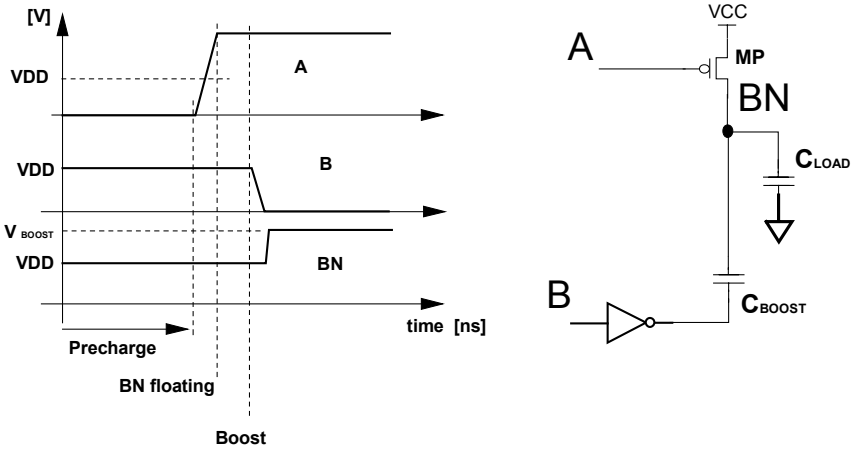 [V]
VDD
A
VDD
B
V BOOST
VDD
BN
time [ns]
Precharge
BN floating
Boost
VCC
A
MP
BN
CLOAD
B
CBOOST